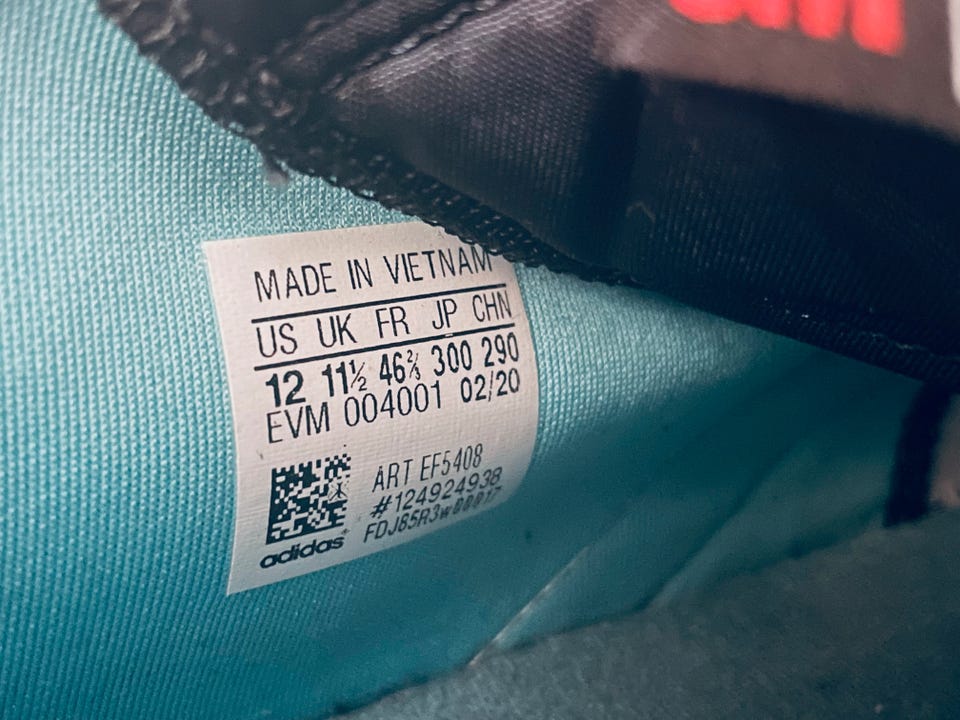 MADE IN VIETNAM
US UK FR JP CHN
12 11½ 46⅔ 300 290
EVM 004001 02/20
ART EF5408
#124924938
adidas